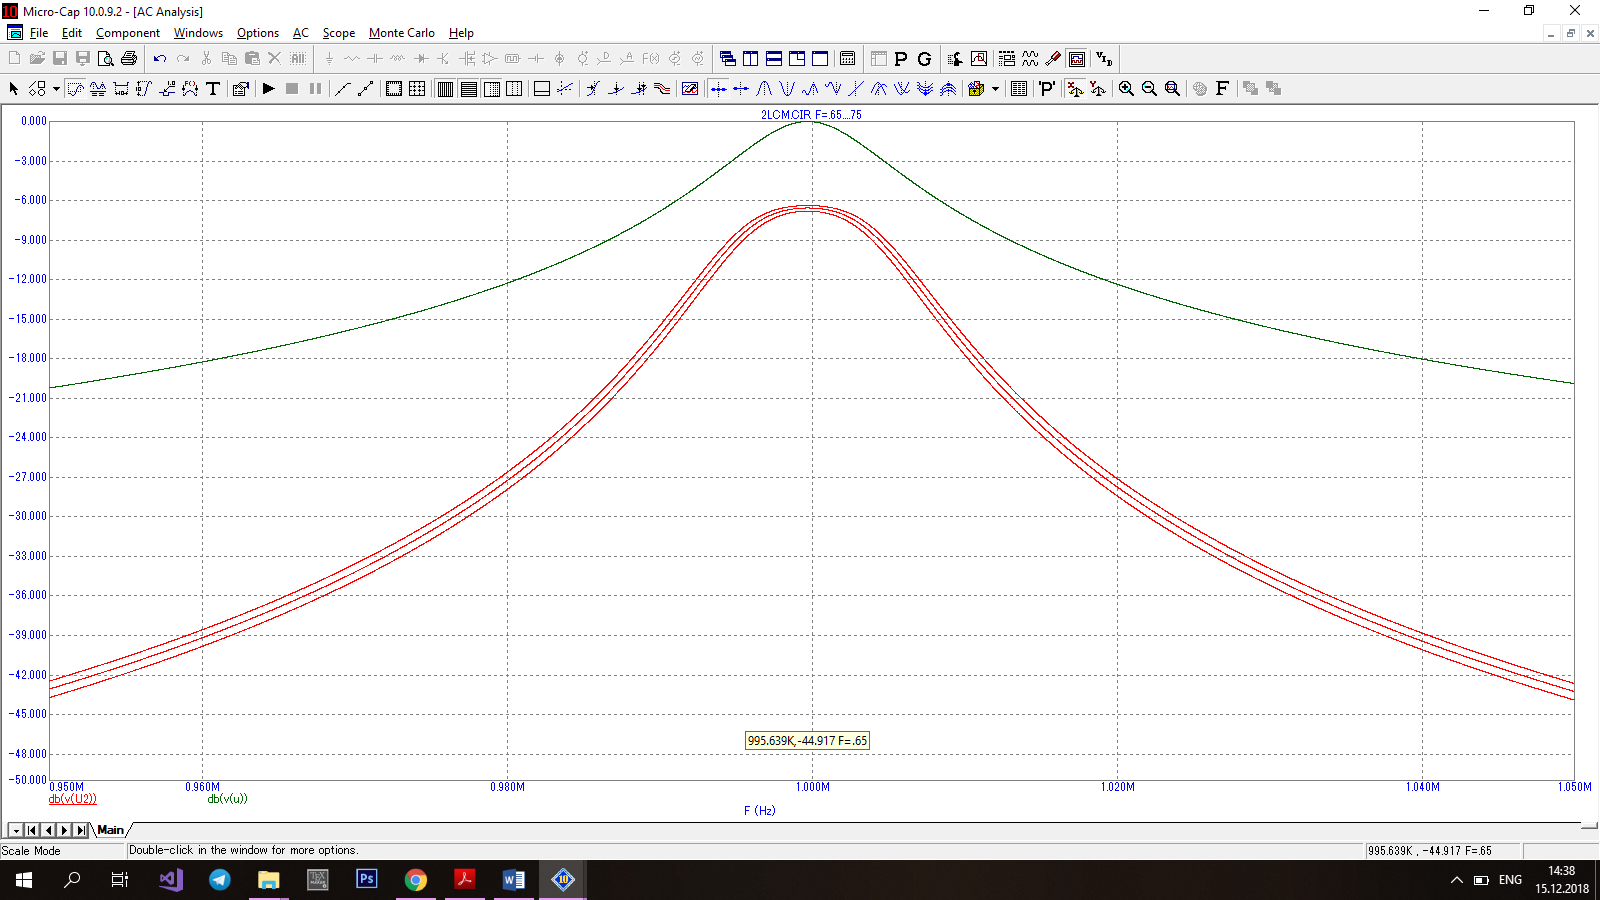 10 Micro-Cap 10.0.9.2 - [AC Analysis]
File Edit Component Windows Options AC Scope Monte Carlo Help
2LCM.CIR F=.65...75
0.000
-3.000
-6.000
-9.000
-12.000
-15.000
-18.000
-21.000
-24.000
-27.000
-30.000
-33.000
-36.000
-39.000
-42.000
-45.000
-48.000
-50.000
995.639K,-44.917 F=.65
0.950M 0.960M 0.980M 1.000M 1.020M 1.040M 1.050M
db(v(U2)) db(v(u))
F (Hz)
Main
Scale Mode Double-click in the window for more options. 995.639K , -44.917 F=.65
Ps 10 ENG 14:38
15.12.2018